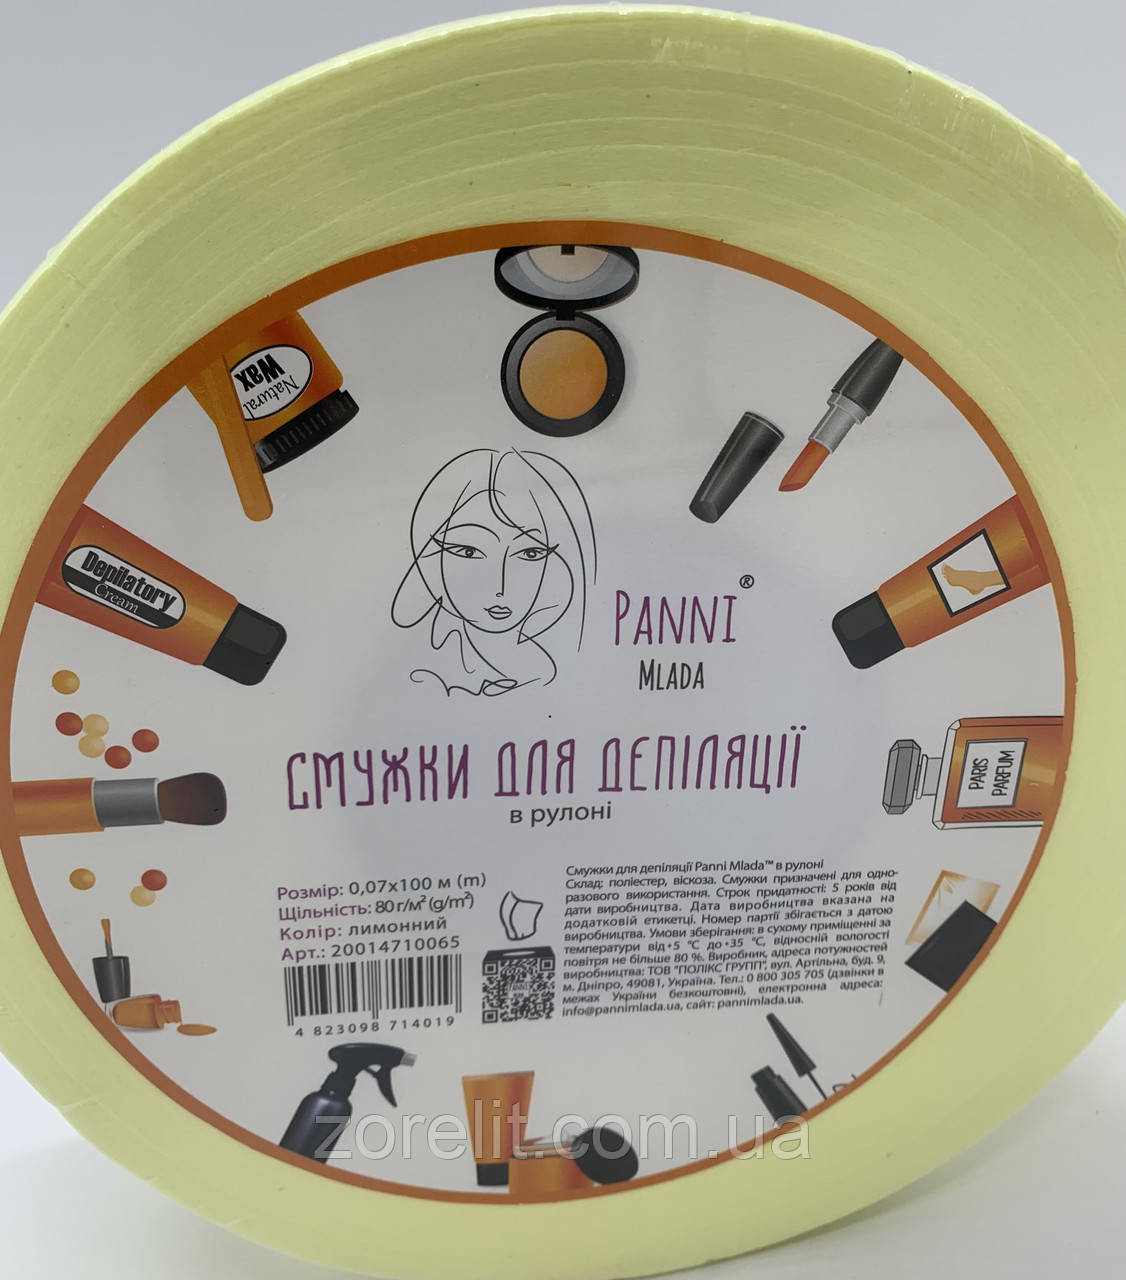 Natural
Wax
Depilatory
Cream
PANNI®
MLADA
СМУЖКИ ДЛЯ ДЕПІЛЯЦІЇ
в рулоні
PARIS
PARFUM
Розмір: 0,07x100 м (m)
Щільність: 80 г/м² (g/m²)
Колір: лимонний
Арт.: 20014710065
4 823098 714019
PANNI
Смужки для депіляції Panni Mlada™ в рулоні
Склад: поліестер, віскоза. Смужки призначені для одно-
разового використання. Строк придатності: 5 років від
дати виробництва. Дата виробництва вказана на
додатковій етикетці. Номер партії збігається з датою
виробництва. Умови зберігання: в сухому приміщенні за
температури від+5 °C до+35 °C, відносній вологості
повітря не більше 80 %. Виробник, адреса потужностей
виробництва: ТОВ "ПОЛІКС ГРУПП", вул. Артільна, буд. 9,
м. Дніпро, 49081, Україна. Тел.: 0 800 305 705 (дзвінки в
межах України безкоштовні), електронна адреса:
info@pannimlada.ua, сайт: pannimlada.ua.
zorelit.com.ua